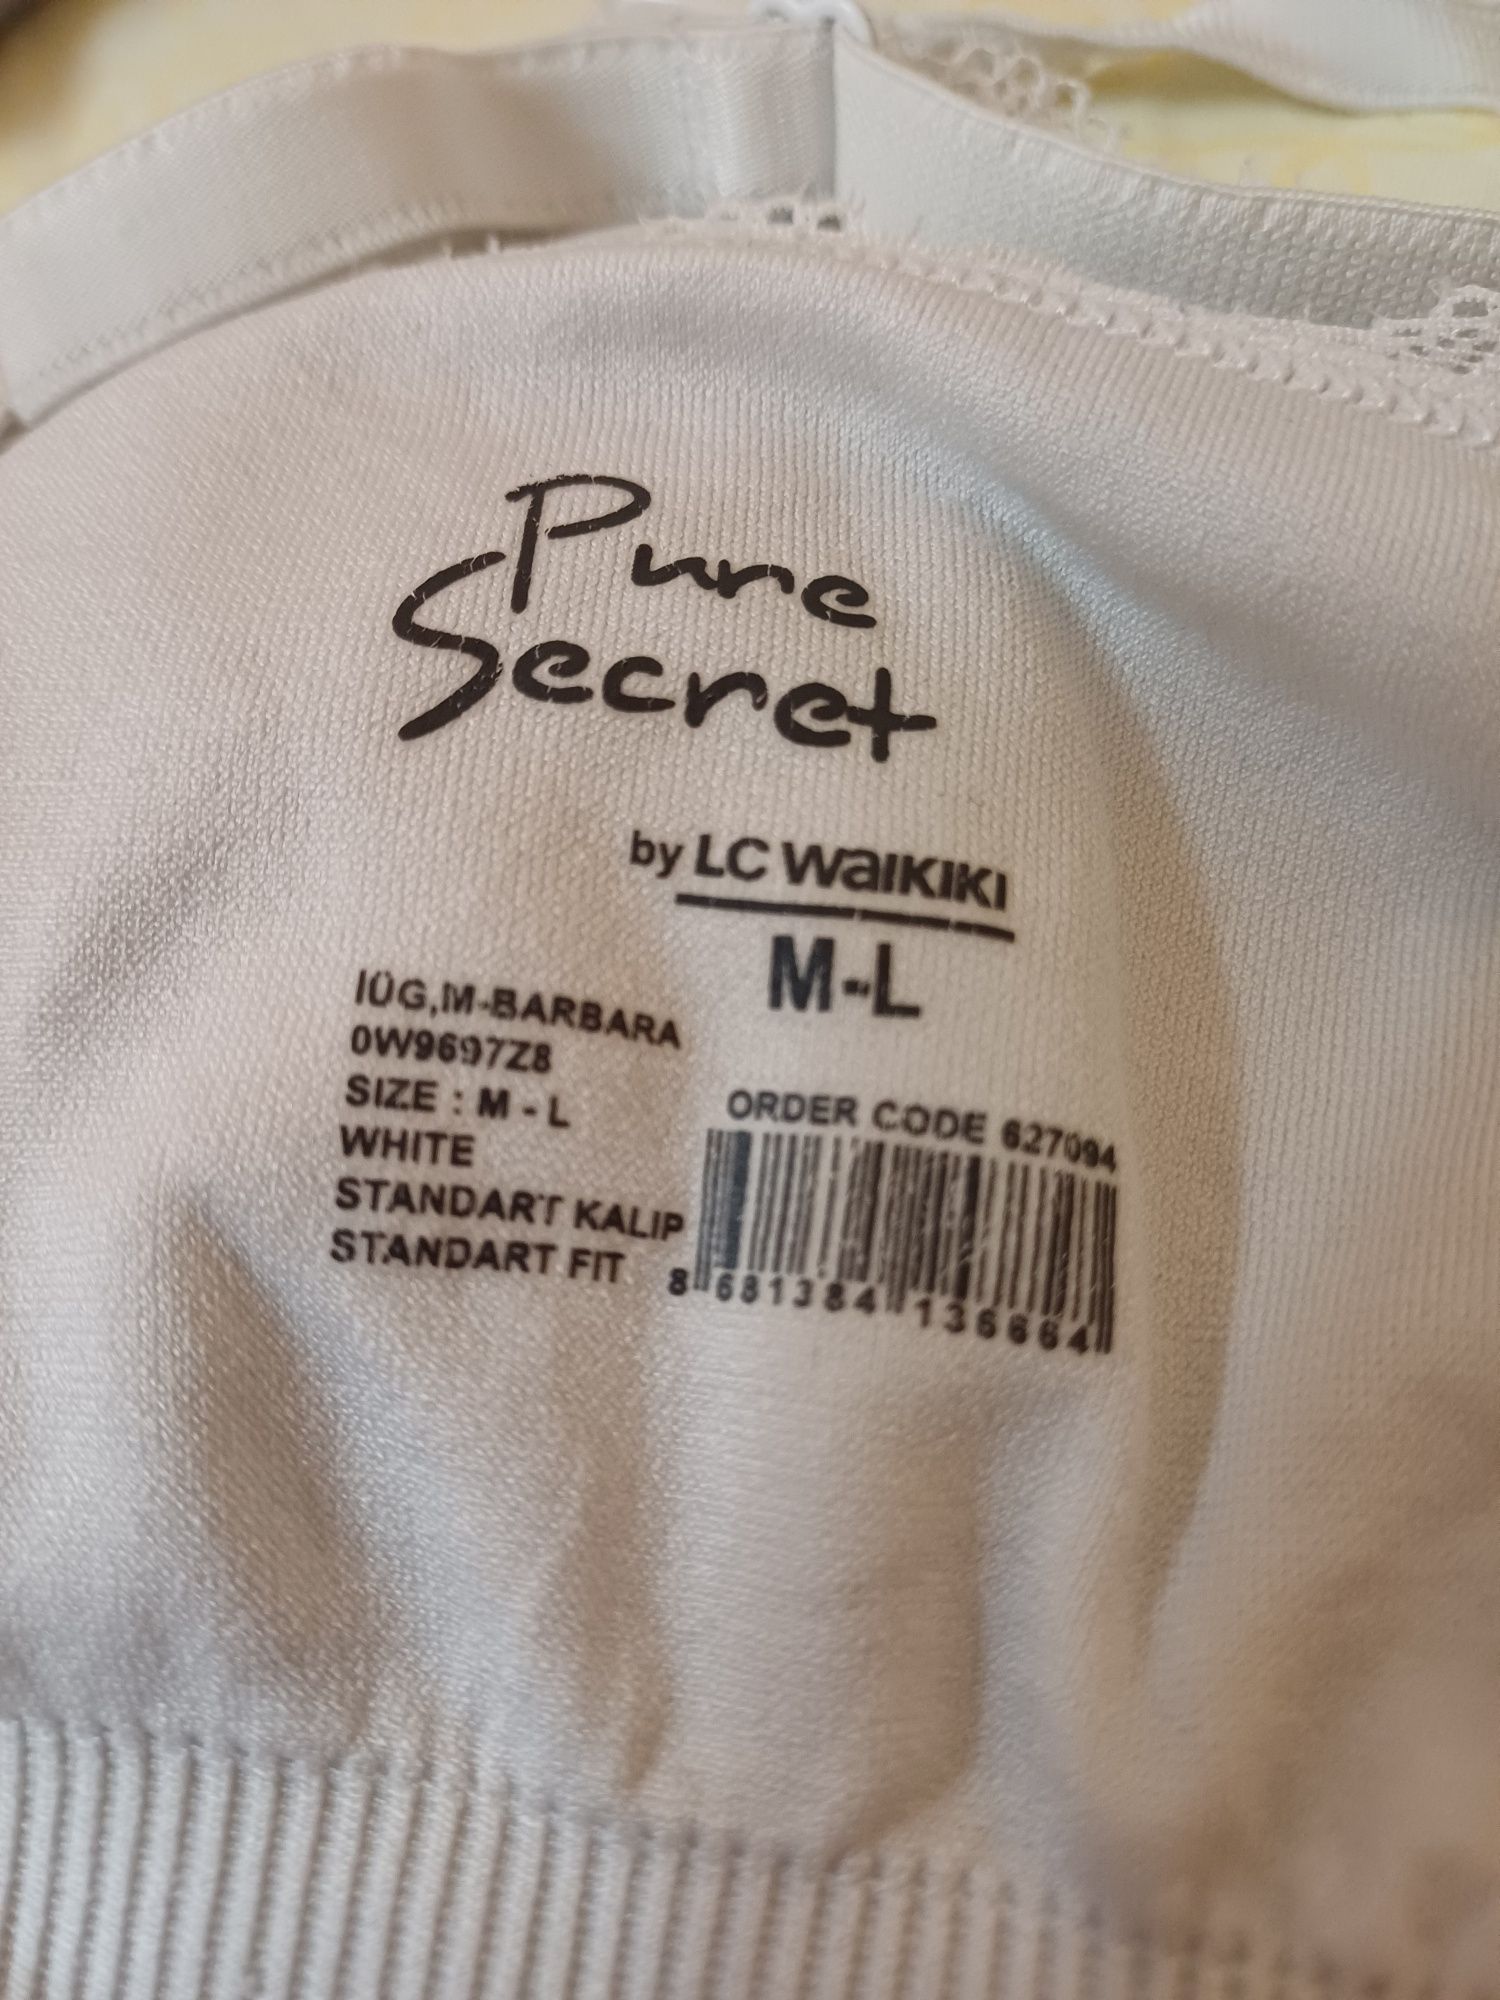 Pure
Secret
by LC WAIKIKI
M-L
IÜG,M-BARBARA
0W9697Z8
SIZE : M - L
WHITE
STANDART KALIP
STANDART FIT
ORDER CODE 627094
8 681384 136664